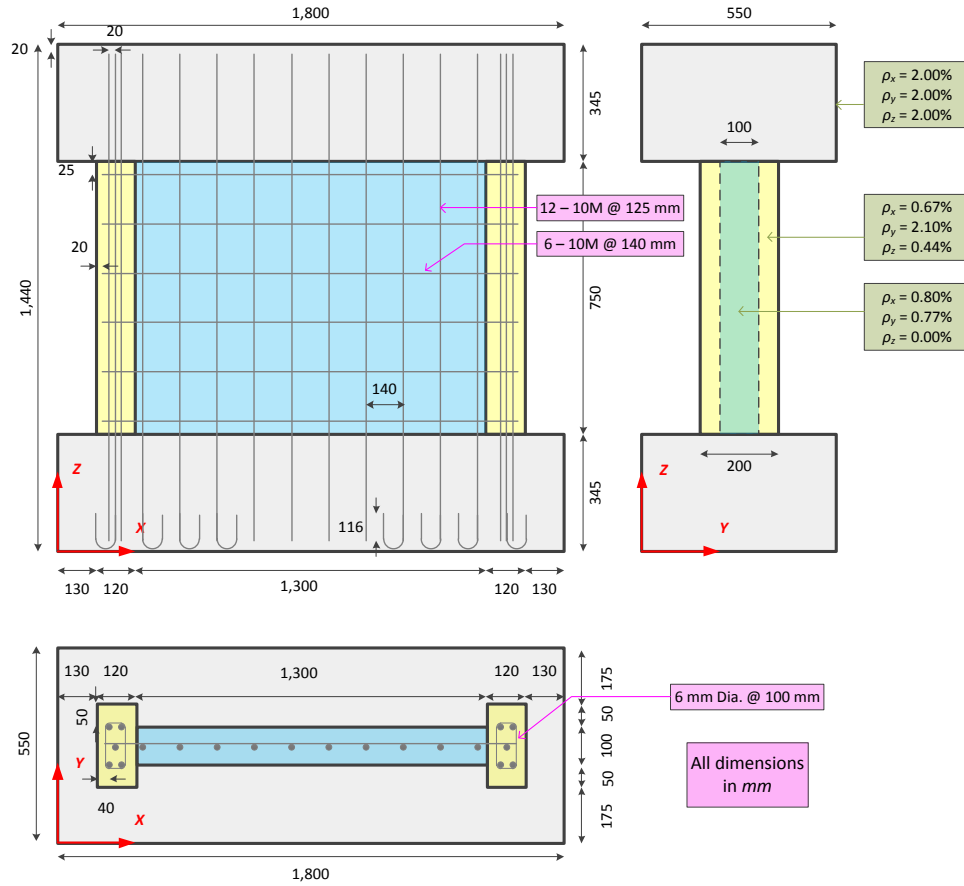 1,800
550
20
20
345
100
ρx = 2.00%
ρy = 2.00%
ρz = 2.00%
25
12 – 10M @ 125 mm
6 – 10M @ 140 mm
20
1,440
750
ρx = 0.67%
ρy = 2.10%
ρz = 0.44%
ρx = 0.80%
ρy = 0.77%
ρz = 0.00%
140
200
Z
X
116
345
Z
Y
130
120
1,300
120
130
130
120
1,300
120
130
175
50
550
50
100
50
175
Y
40
X
6 mm Dia. @ 100 mm
All dimensions
in mm
1,800